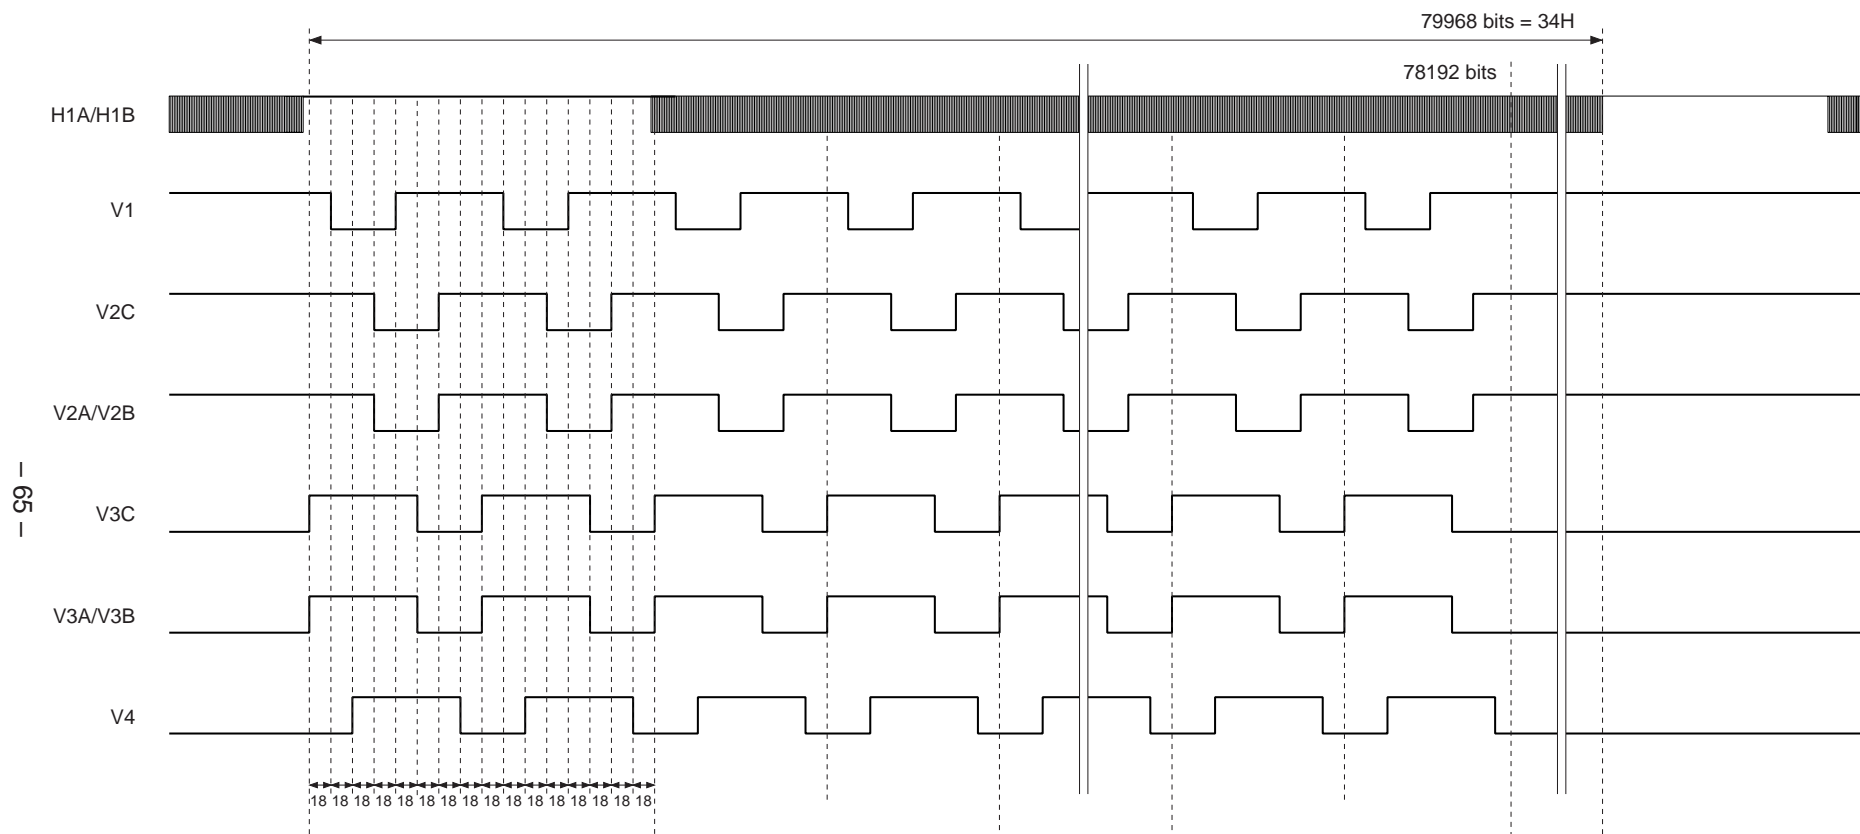 79968 bits = 34H
78192 bits
H1A/H1B
V1
V2C
V2A/V2B
V3C
V3A/V3B
V4
18 18 18 18 18 18 18 18 18 18 18 18 18 18 18 18
– 65 –